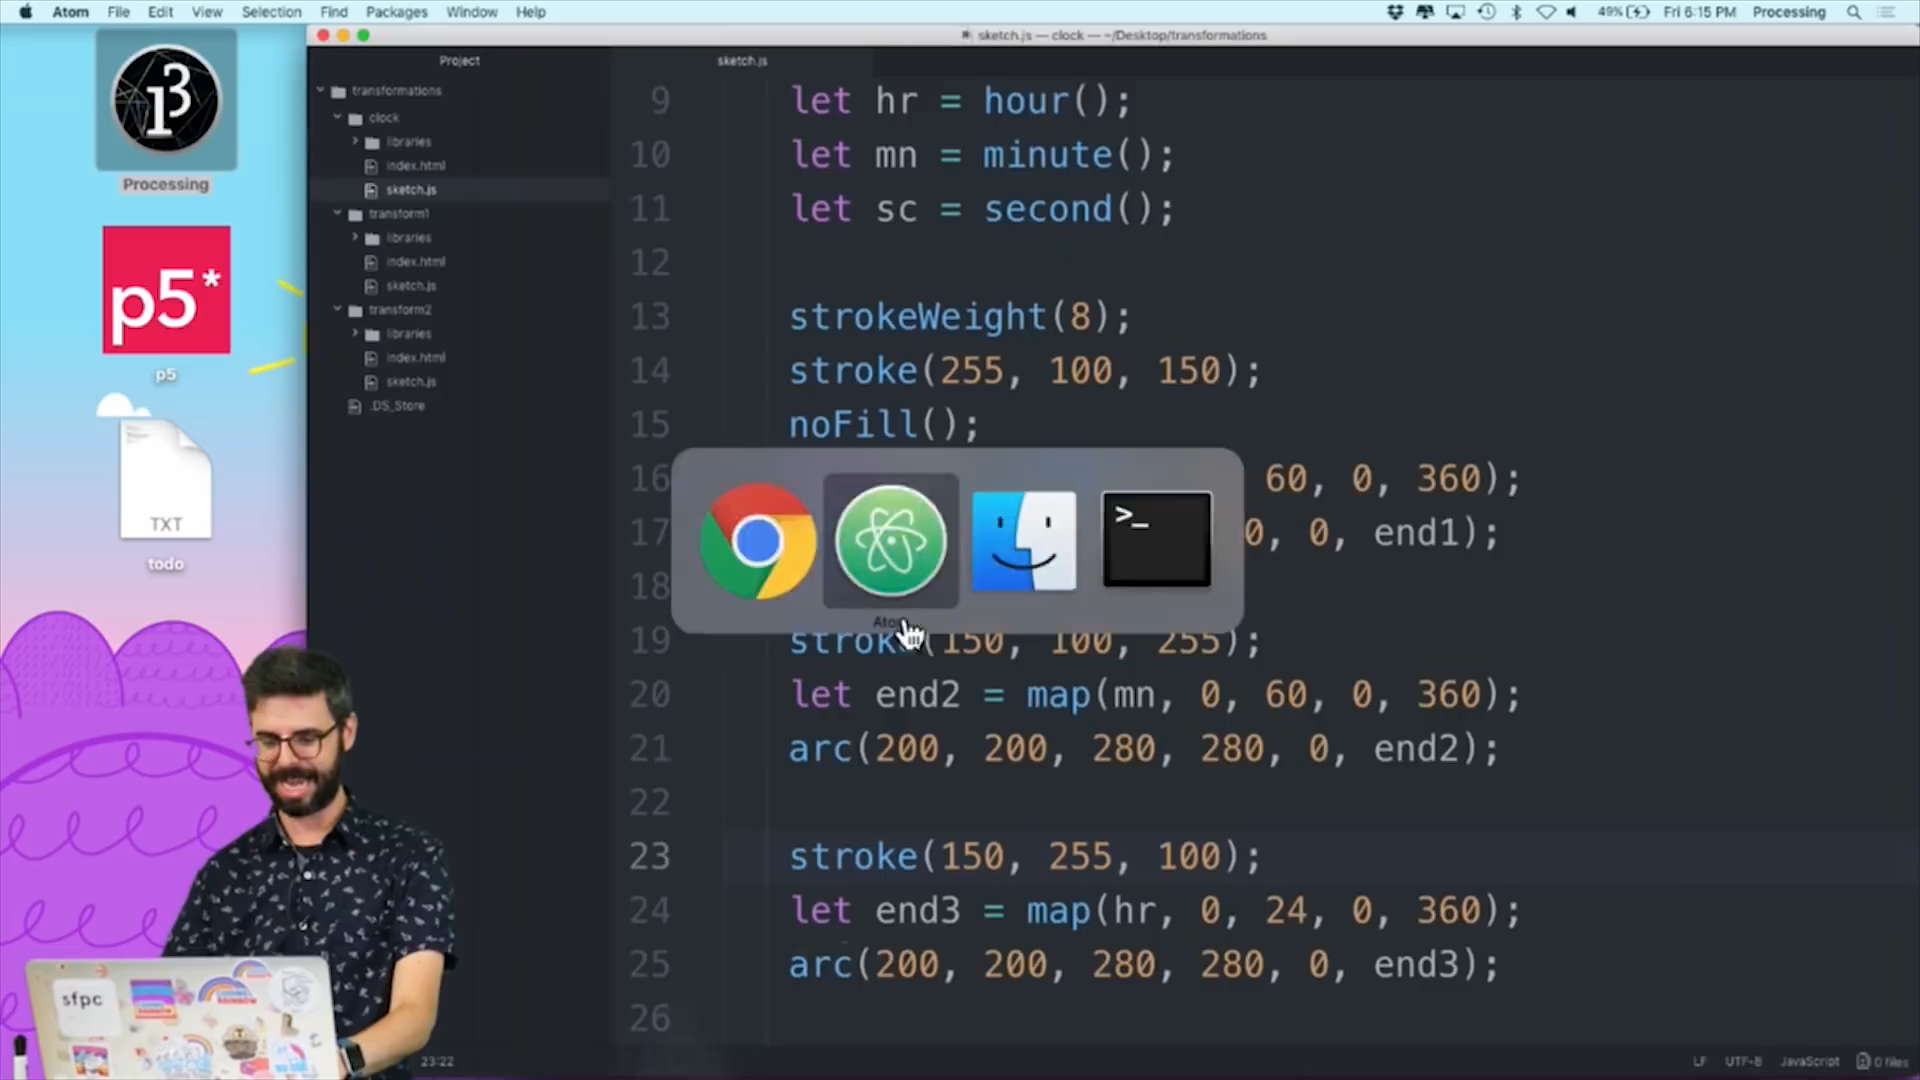 Atom File Edit View Selection Find Packages Window Help
49% Fri 6:15 PM Processing
sketch.js — clock — ~/Desktop/transformations
Project
sketch.js
transformations
clock
libraries
index.html
sketch.js
transform1
libraries
index.html
sketch.js
transform2
libraries
index.html
sketch.js
.DS_Store
Processing
p5*
p5
TXT
todo
9 let hr = hour();
10 let mn = minute();
11 let sc = second();
12
13 strokeWeight(8);
14 stroke(255, 100, 150);
15 noFill();
16 60, 0, 360);
17 0, 0, end1);
18
>_
19 stroke(150, 100, 255);
20 let end2 = map(mn, 0, 60, 0, 360);
21 arc(200, 200, 280, 280, 0, end2);
22
23 stroke(150, 255, 100);
24 let end3 = map(hr, 0, 24, 0, 360);
25 arc(200, 200, 280, 280, 0, end3);
26
sfpc
23:22
LF UTF-8 JavaScript 0 files